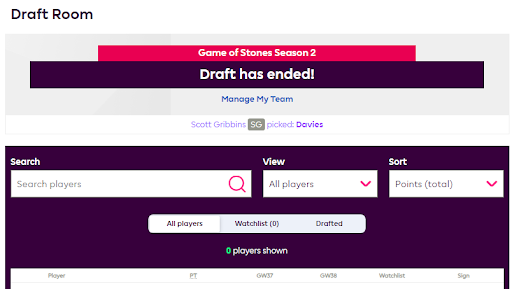 Draft Room
Game of Stones Season 2
Draft has ended!
Manage My Team
Scott Gribbins SG picked: Davies
Search View Sort
Search players All players Points (total)
All players Watchlist (0) Drafted
0 players shown
Player PT GW37 GW38 Watchlist Sign